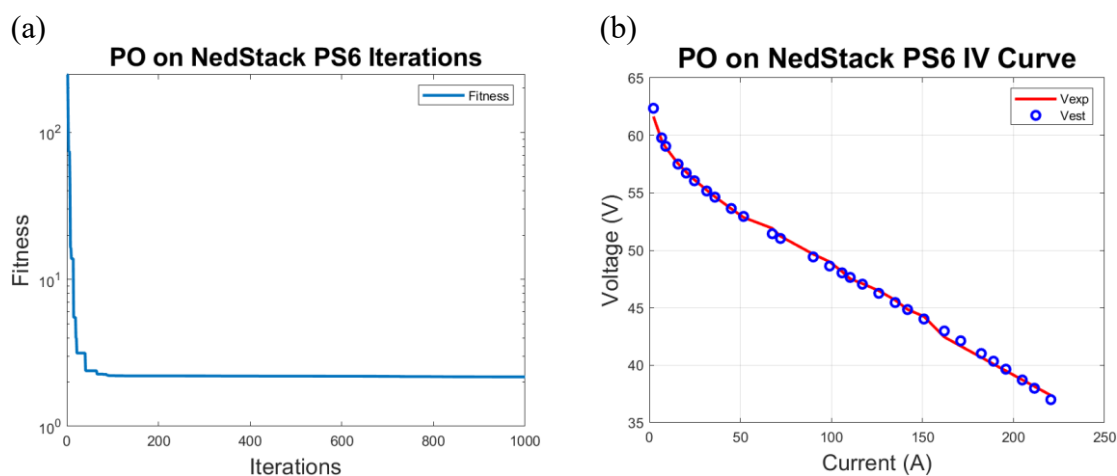 (a)
PO on NedStack PS6 Iterations
Fitness
10^2
10^1
10^0
Fitness
0 200 400 600 800 1000
Iterations
(b)
PO on NedStack PS6 IV Curve
Vexp
Vest
65
60
55
50
45
40
35
Voltage (V)
0 50 100 150 200 250
Current (A)